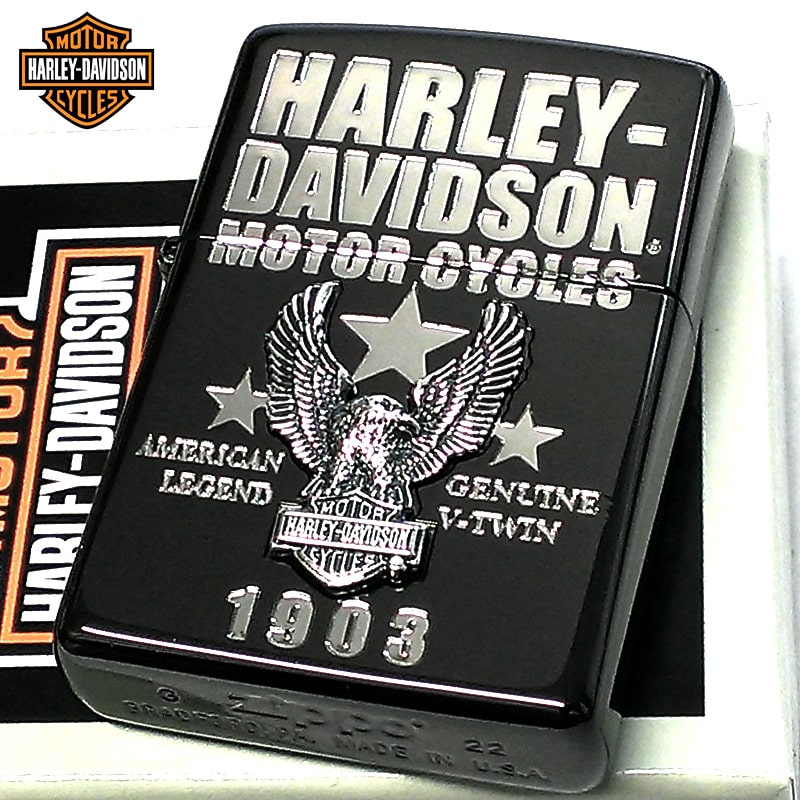 MOTOR
HARLEY-DAVIDSON
CYCLES
HARLEY-
DAVIDSON
MOTOR CYCLES
AMERICAN
LEGEND
GENUINE
V-TWIN
MOTOR
HARLEY-DAVIDSON
CYCLES
1903
G Zippo 22
BRADFORD, PA. MADE IN U.S.A.
MOTOR
HARLEY-DAVIDSON